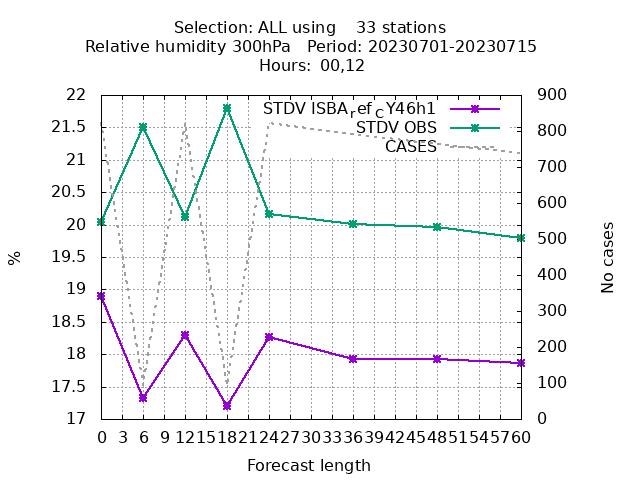 Selection: ALL using    33 stations
Relative humidity 300hPa   Period: 20230701-20230715
Hours: 00,12
STDV ISBA_ref_CY46h1
STDV OBS
CASES
22
21.5
21
20.5
20
19.5
19
18.5
18
17.5
17
%
900
800
700
600
500
400
300
200
100
0
No cases
0 3 6 9 12 15 18 21 24 27 30 33 36 39 42 45 48 51 54 57 60
Forecast length